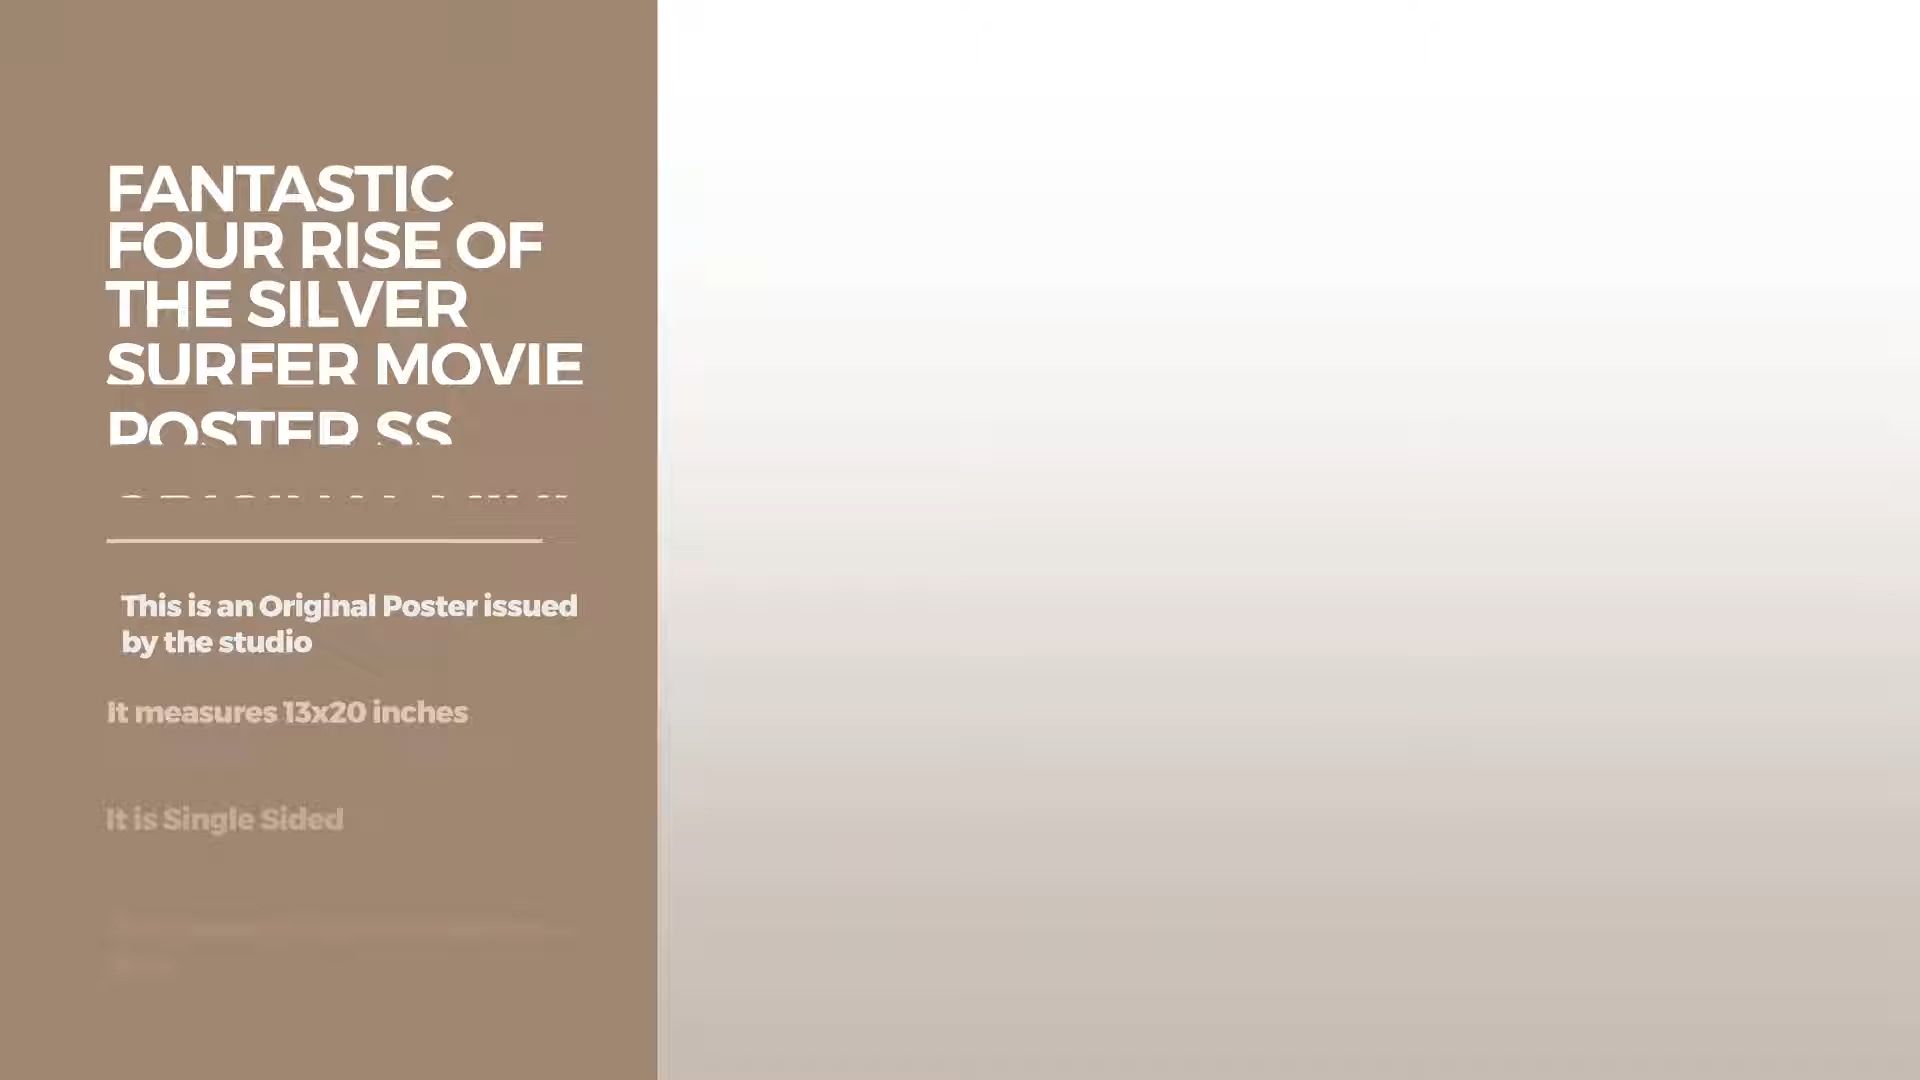 FANTASTIC
FOUR RISE OF
THE SILVER
SURFER MOVIE
POSTER SS
This is an Original Poster issued
by the studio
It measures 13x20 inches
It is Single Sided